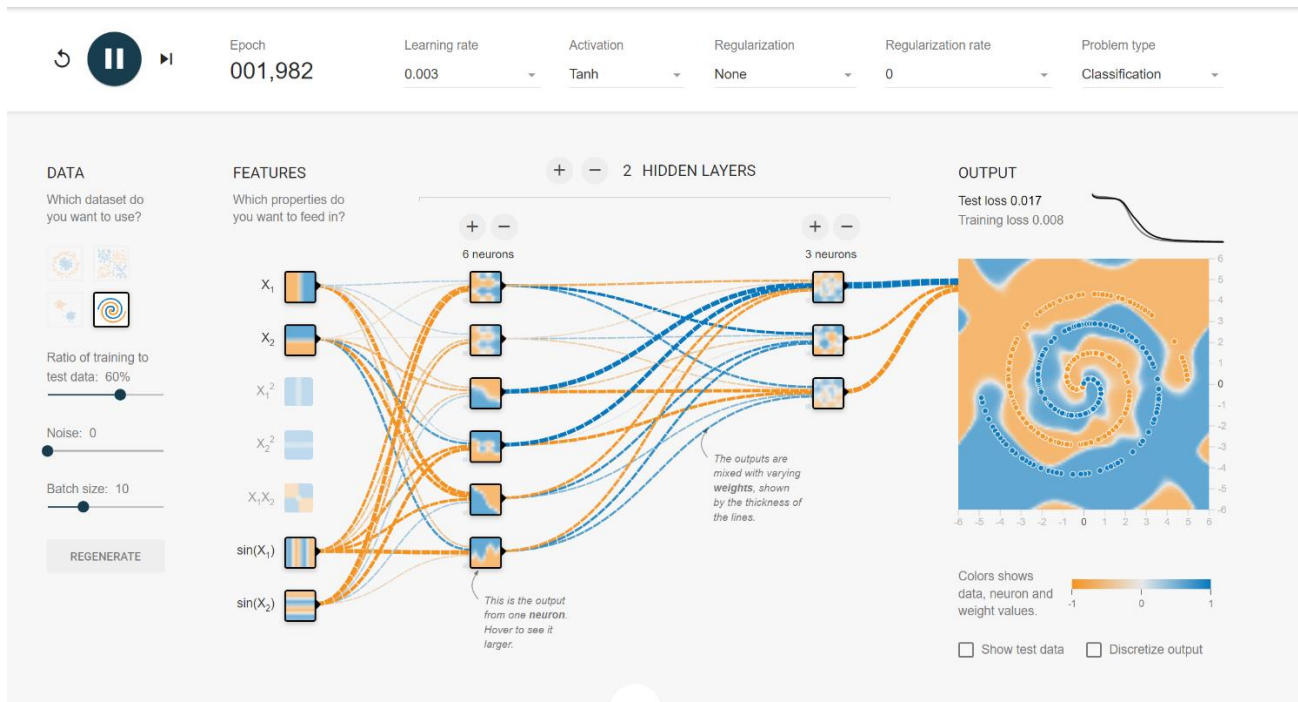 Epoch
001,982
Learning rate
0.003
Activation
Tanh
Regularization
None
Regularization rate
0
Problem type
Classification
DATA
Which dataset do
you want to use?
Ratio of training to
test data: 60%
Noise: 0
Batch size: 10
REGENERATE
FEATURES
Which properties do
you want to feed in?
X₁
X₂
X₁²
X₂²
X₁X₂
sin(X₁)
sin(X₂)
+ − 2 HIDDEN LAYERS
+ −
6 neurons
+ −
3 neurons
The outputs are
mixed with varying
weights, shown
by the thickness of
the lines.
This is the output
from one neuron.
Hover to see it
larger.
OUTPUT
Test loss 0.017
Training loss 0.008
6
5
4
3
2
1
0
-1
-2
-3
-4
-5
-6
-6 -5 -4 -3 -2 -1 0 1 2 3 4 5 6
Colors shows
data, neuron and
weight values.
-1 0 1
Show test data
Discretize output